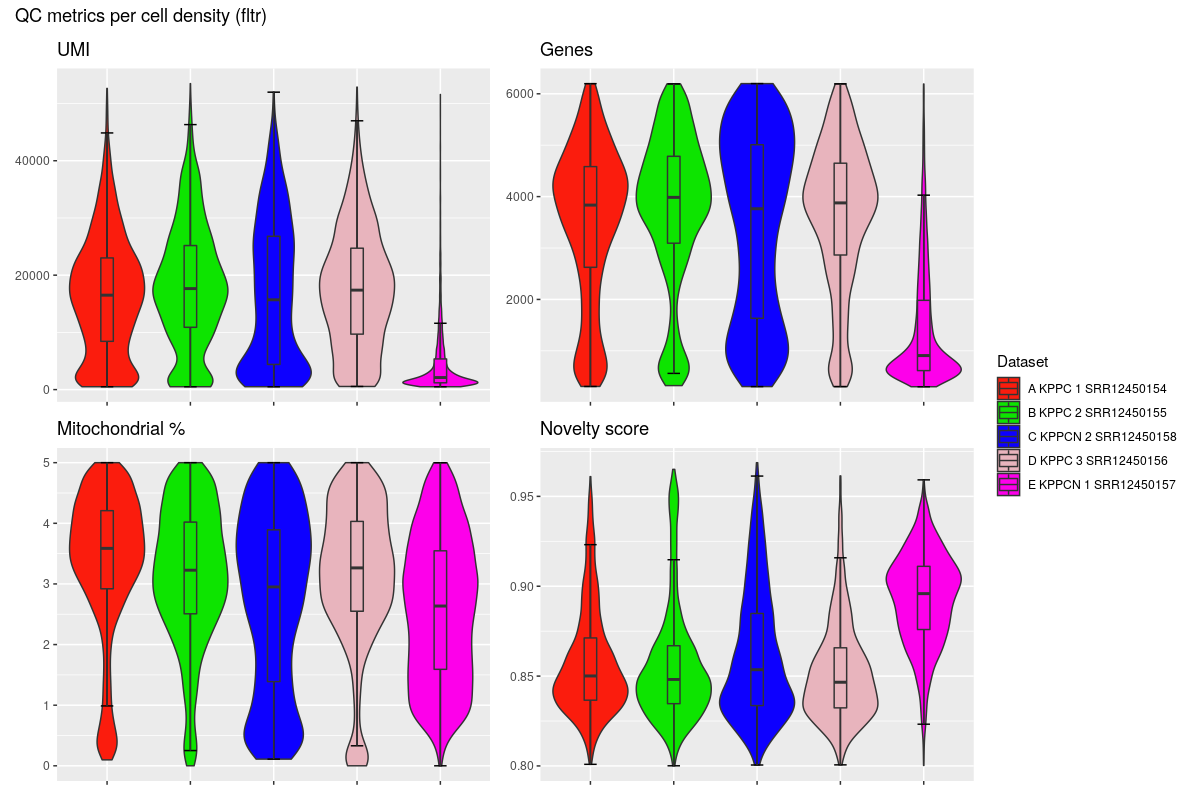 QC metrics per cell density (fltr)
UMI
40000
20000
0
Genes
6000
4000
2000
Mitochondrial %
5
4
3
2
1
0
Novelty score
0.95
0.90
0.85
0.80
Dataset
A KPPC 1 SRR12450154
B KPPC 2 SRR12450155
C KPPCN 2 SRR12450158
D KPPC 3 SRR12450156
E KPPCN 1 SRR12450157